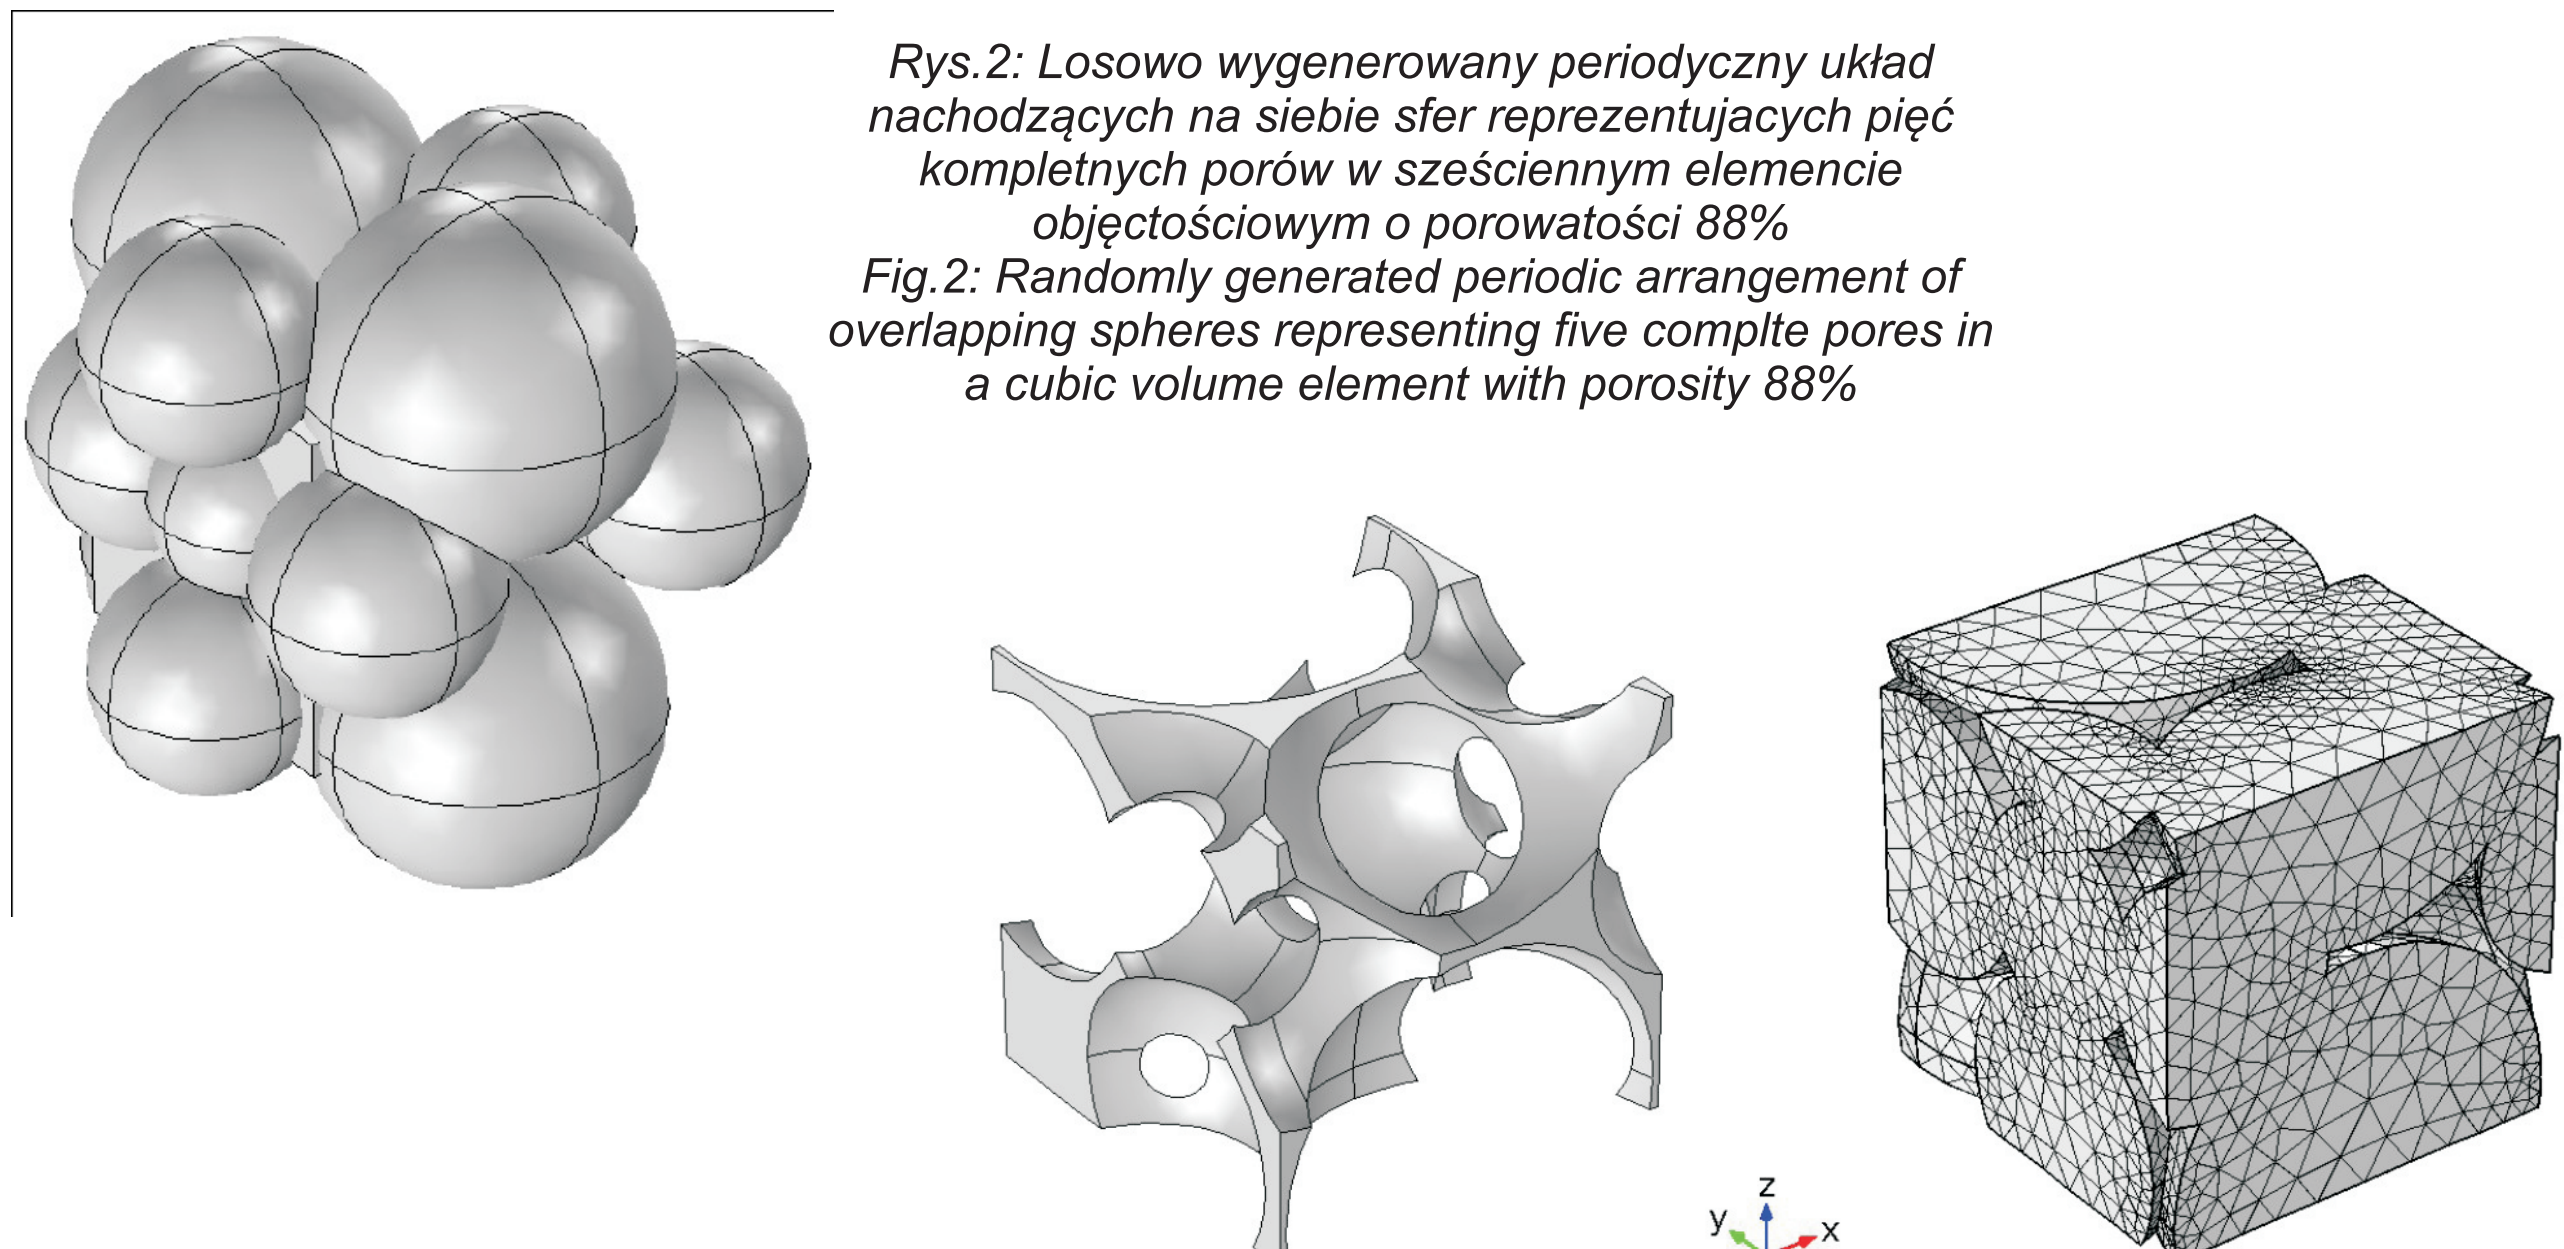 Rys.2: Losowo wygenerowany periodyczny układ
nachodzących na siebie sfer reprezentujacych pięć
kompletnych porów w sześciennym elemencie
objęctościowym o porowatości 88%
Fig.2: Randomly generated periodic arrangement of
overlapping spheres representing five complte pores in
a cubic volume element with porosity 88%
z
y
x